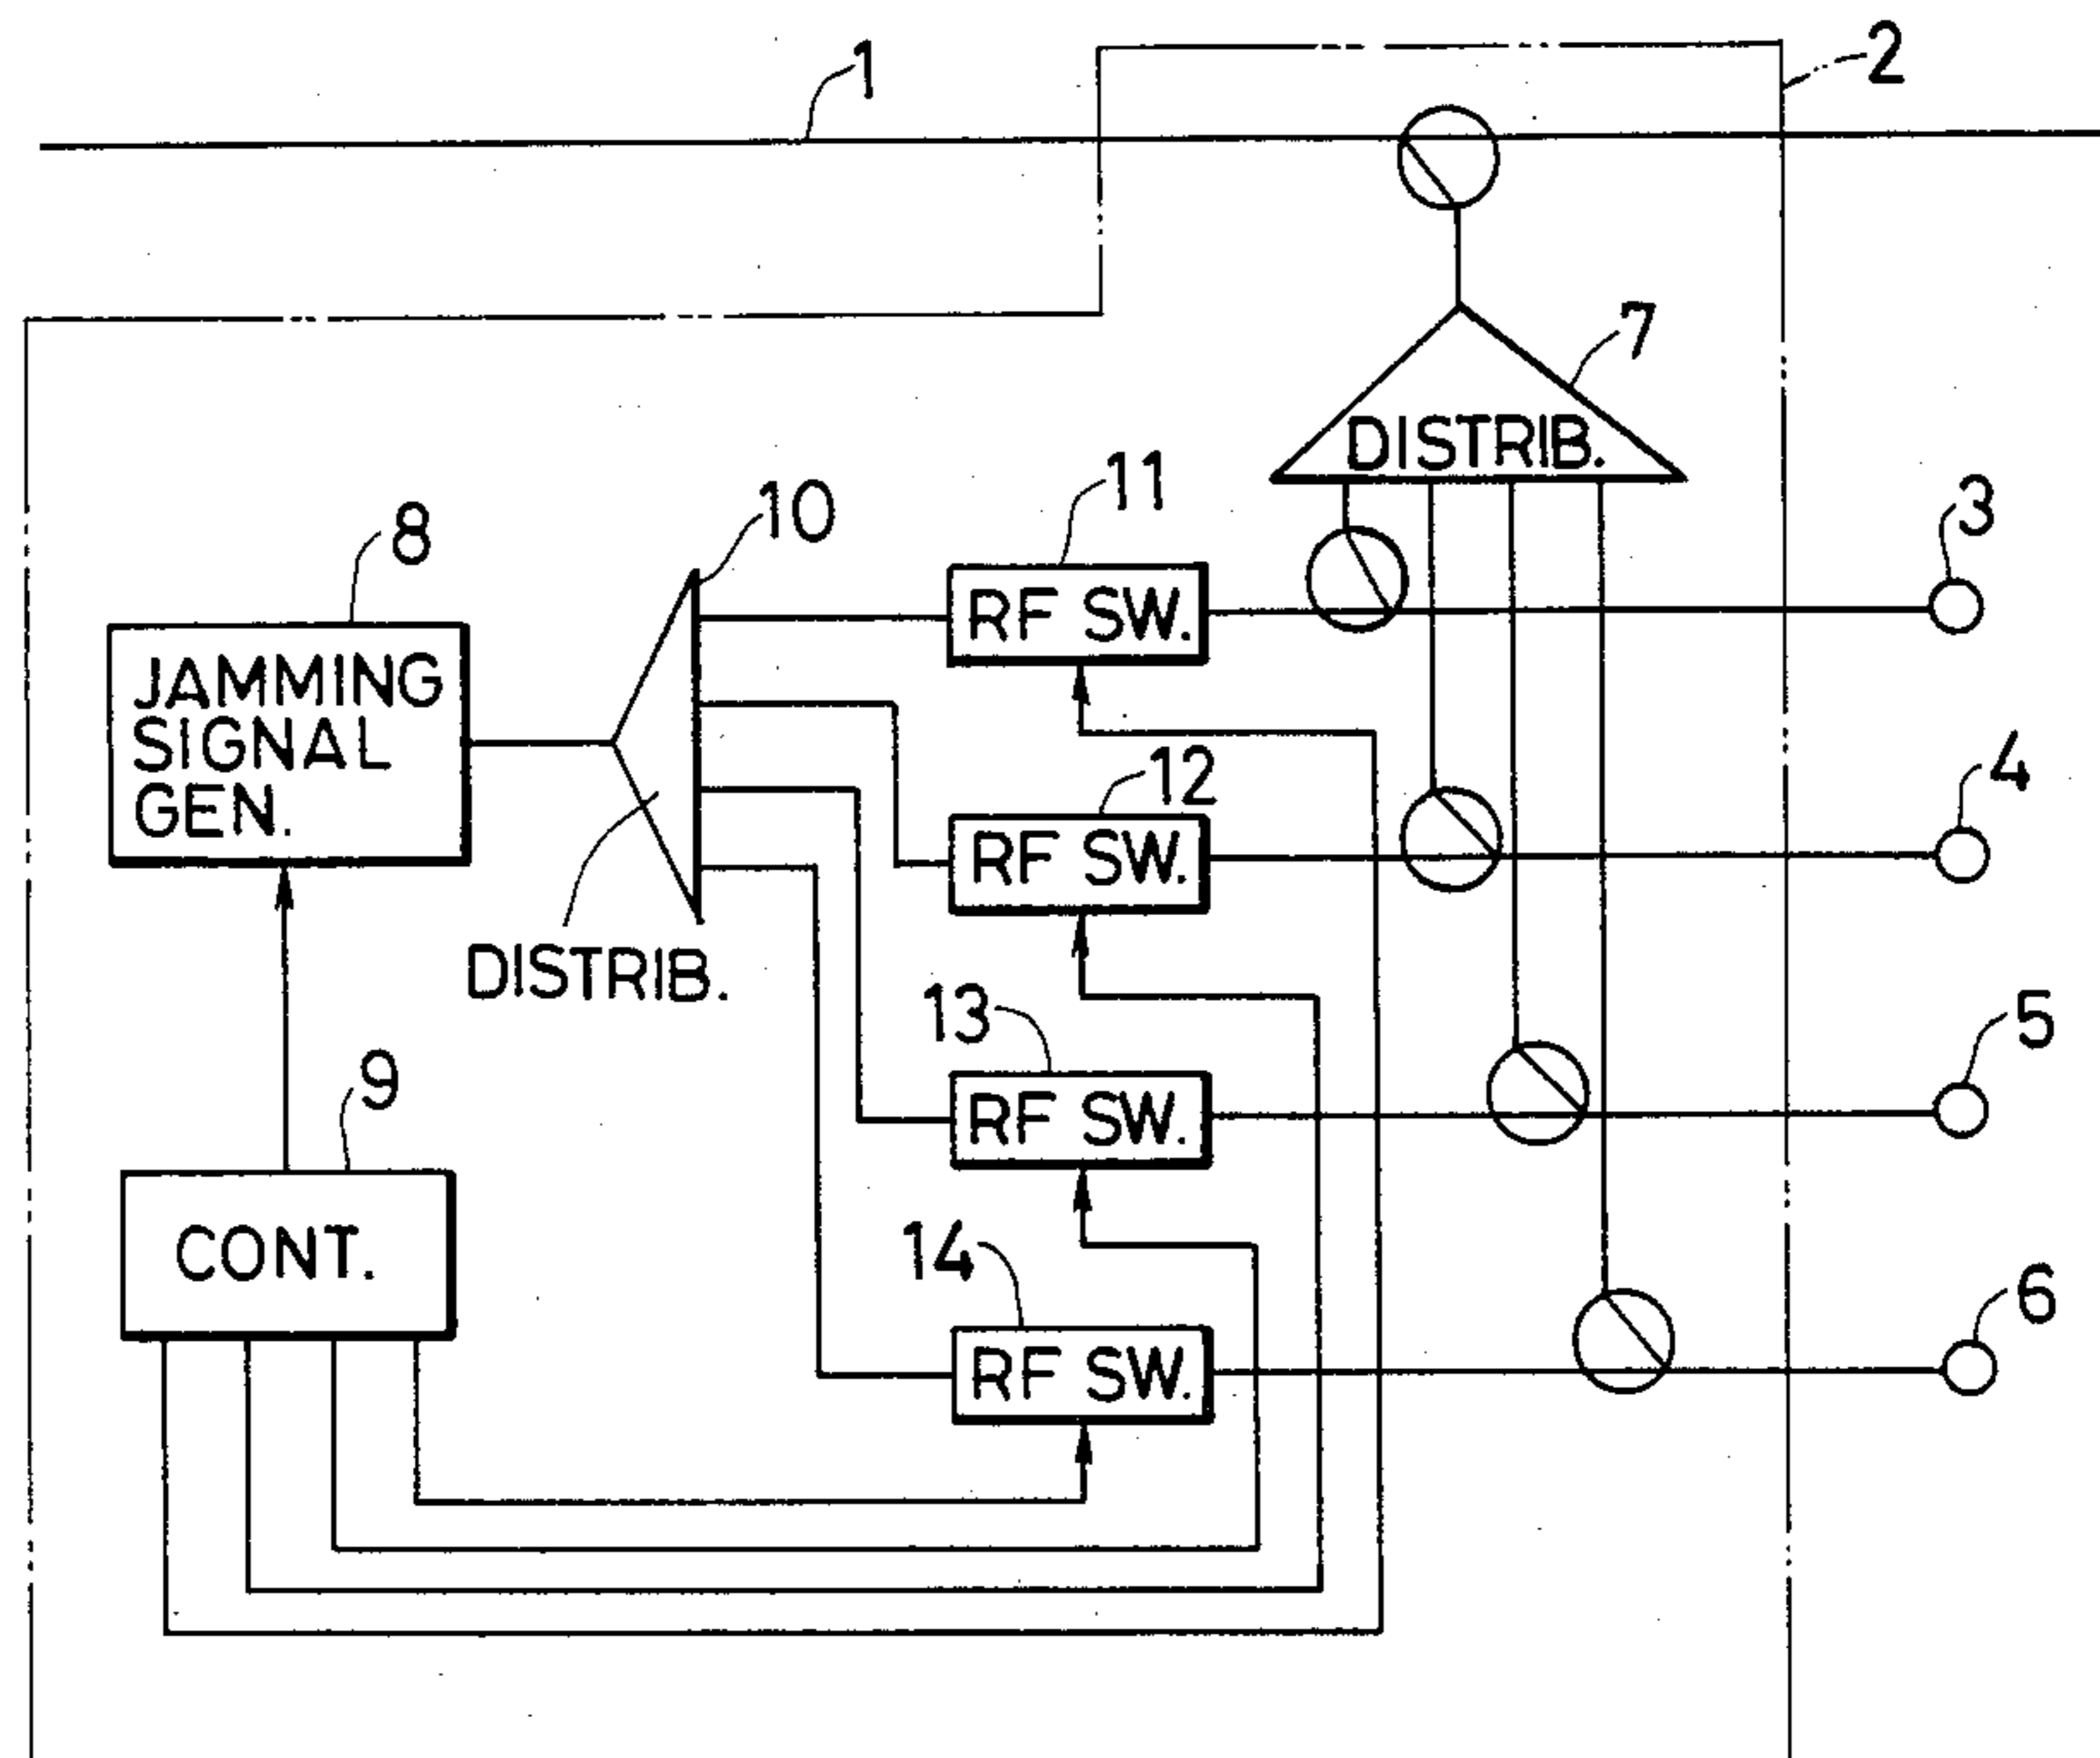 1
2
7
DISTRIB.
3
11
10
8
RF SW.
JAMMING
SIGNAL
GEN.
4
12
RF SW.
DISTRIB.
13
5
9
RF SW.
CONT.
14
6
RF SW.